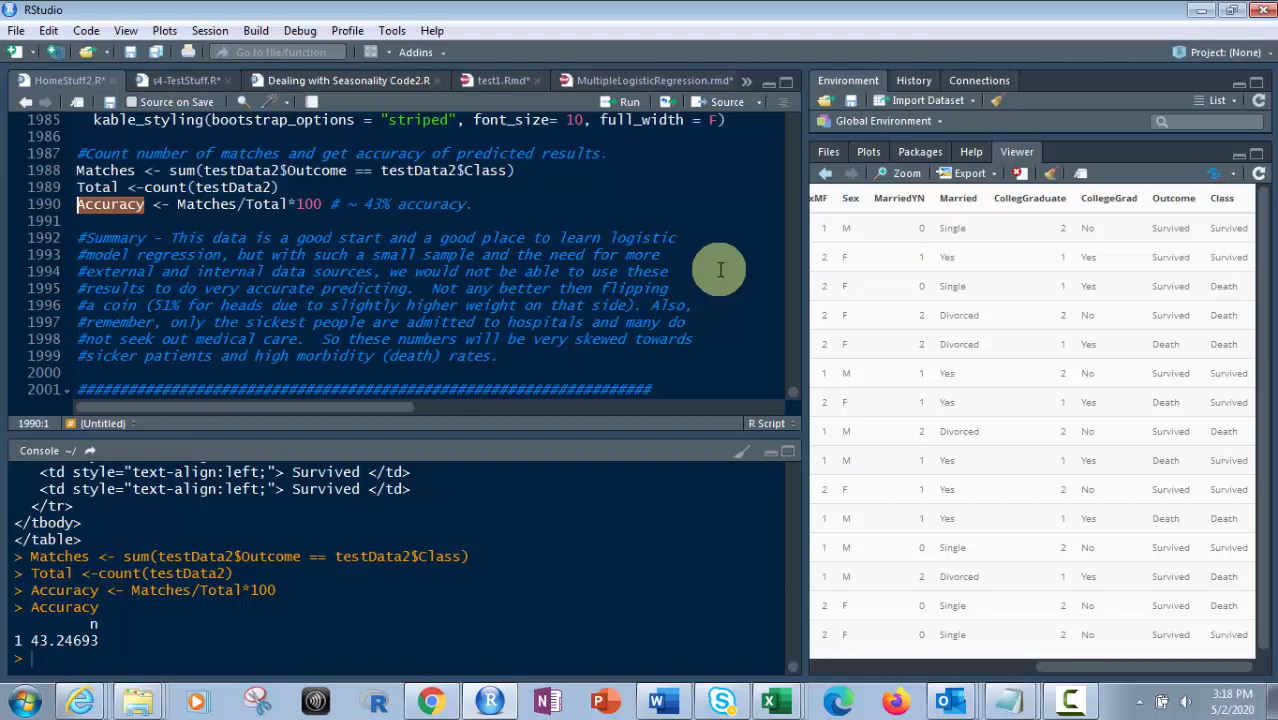 RStudio
File Edit Code View Plots Session Build Debug Profile Tools Help
Go to file/function Addins Project: (None)
HomeStuff2.R* s4-TestStuff.R* Dealing with Seasonality Code2.R test1.Rmd* MultipleLogisticRegression.rmd*
Source on Save Run Source
1985 kable_styling(bootstrap_options = "striped", font_size= 10, full_width = F)
1986
1987 #Count number of matches and get accuracy of predicted results.
1988 Matches <- sum(testData2$Outcome == testData2$Class)
1989 Total <-count(testData2)
1990 Accuracy <- Matches/Total*100 # ~ 43% accuracy.
1991
1992 #Summary - This data is a good start and a good place to learn logistic
1993 #model regression, but with such a small sample and the need for more
1994 #external and internal data sources, we would not be able to use these
1995 #results to do very accurate predicting.  Not any better then flipping
1996 #a coin (51% for heads due to slightly higher weight on that side). Also,
1997 #remember, only the sickest people are admitted to hospitals and many do
1998 #not seek out medical care.  So these numbers will be very skewed towards
1999 #sicker patients and high morbidity (death) rates.
2000
2001 ##################################################################
1990:1 (Untitled) R Script
Console ~/
<td style="text-align:left;"> Survived </td>
<td style="text-align:left;"> Survived </td>
</tr>
</tbody>
</table>
> Matches <- sum(testData2$Outcome == testData2$Class)
> Total <-count(testData2)
> Accuracy <- Matches/Total*100
> Accuracy
n
1 43.24693
>
Environment History Connections
Import Dataset List
Global Environment
Files Plots Packages Help Viewer
Zoom Export
xMF Sex MarriedYN Married CollegGraduate CollegeGrad Outcome Class
1 M 0 Single 2 No Survived Survived
2 F 1 Yes 1 Yes Survived Death
2 F 0 Single 1 Yes Survived Death
2 F 2 Divorced 2 No Survived Death
2 F 2 Divorced 1 Yes Death Survived
1 M 1 Yes 2 No Survived Survived
2 F 1 Yes 1 Yes Death Survived
1 M 2 Divorced 2 No Survived Death
1 M 1 Yes 1 Yes Death Survived
2 F 1 Yes 2 No Survived Survived
1 M 1 Yes 1 Yes Death Death
1 M 0 Single 2 No Survived Survived
1 M 2 Divorced 1 Yes Survived Death
2 F 0 Single 2 No Survived Death
2 F 0 Single 2 No Survived Survived
3:18 PM
5/2/2020